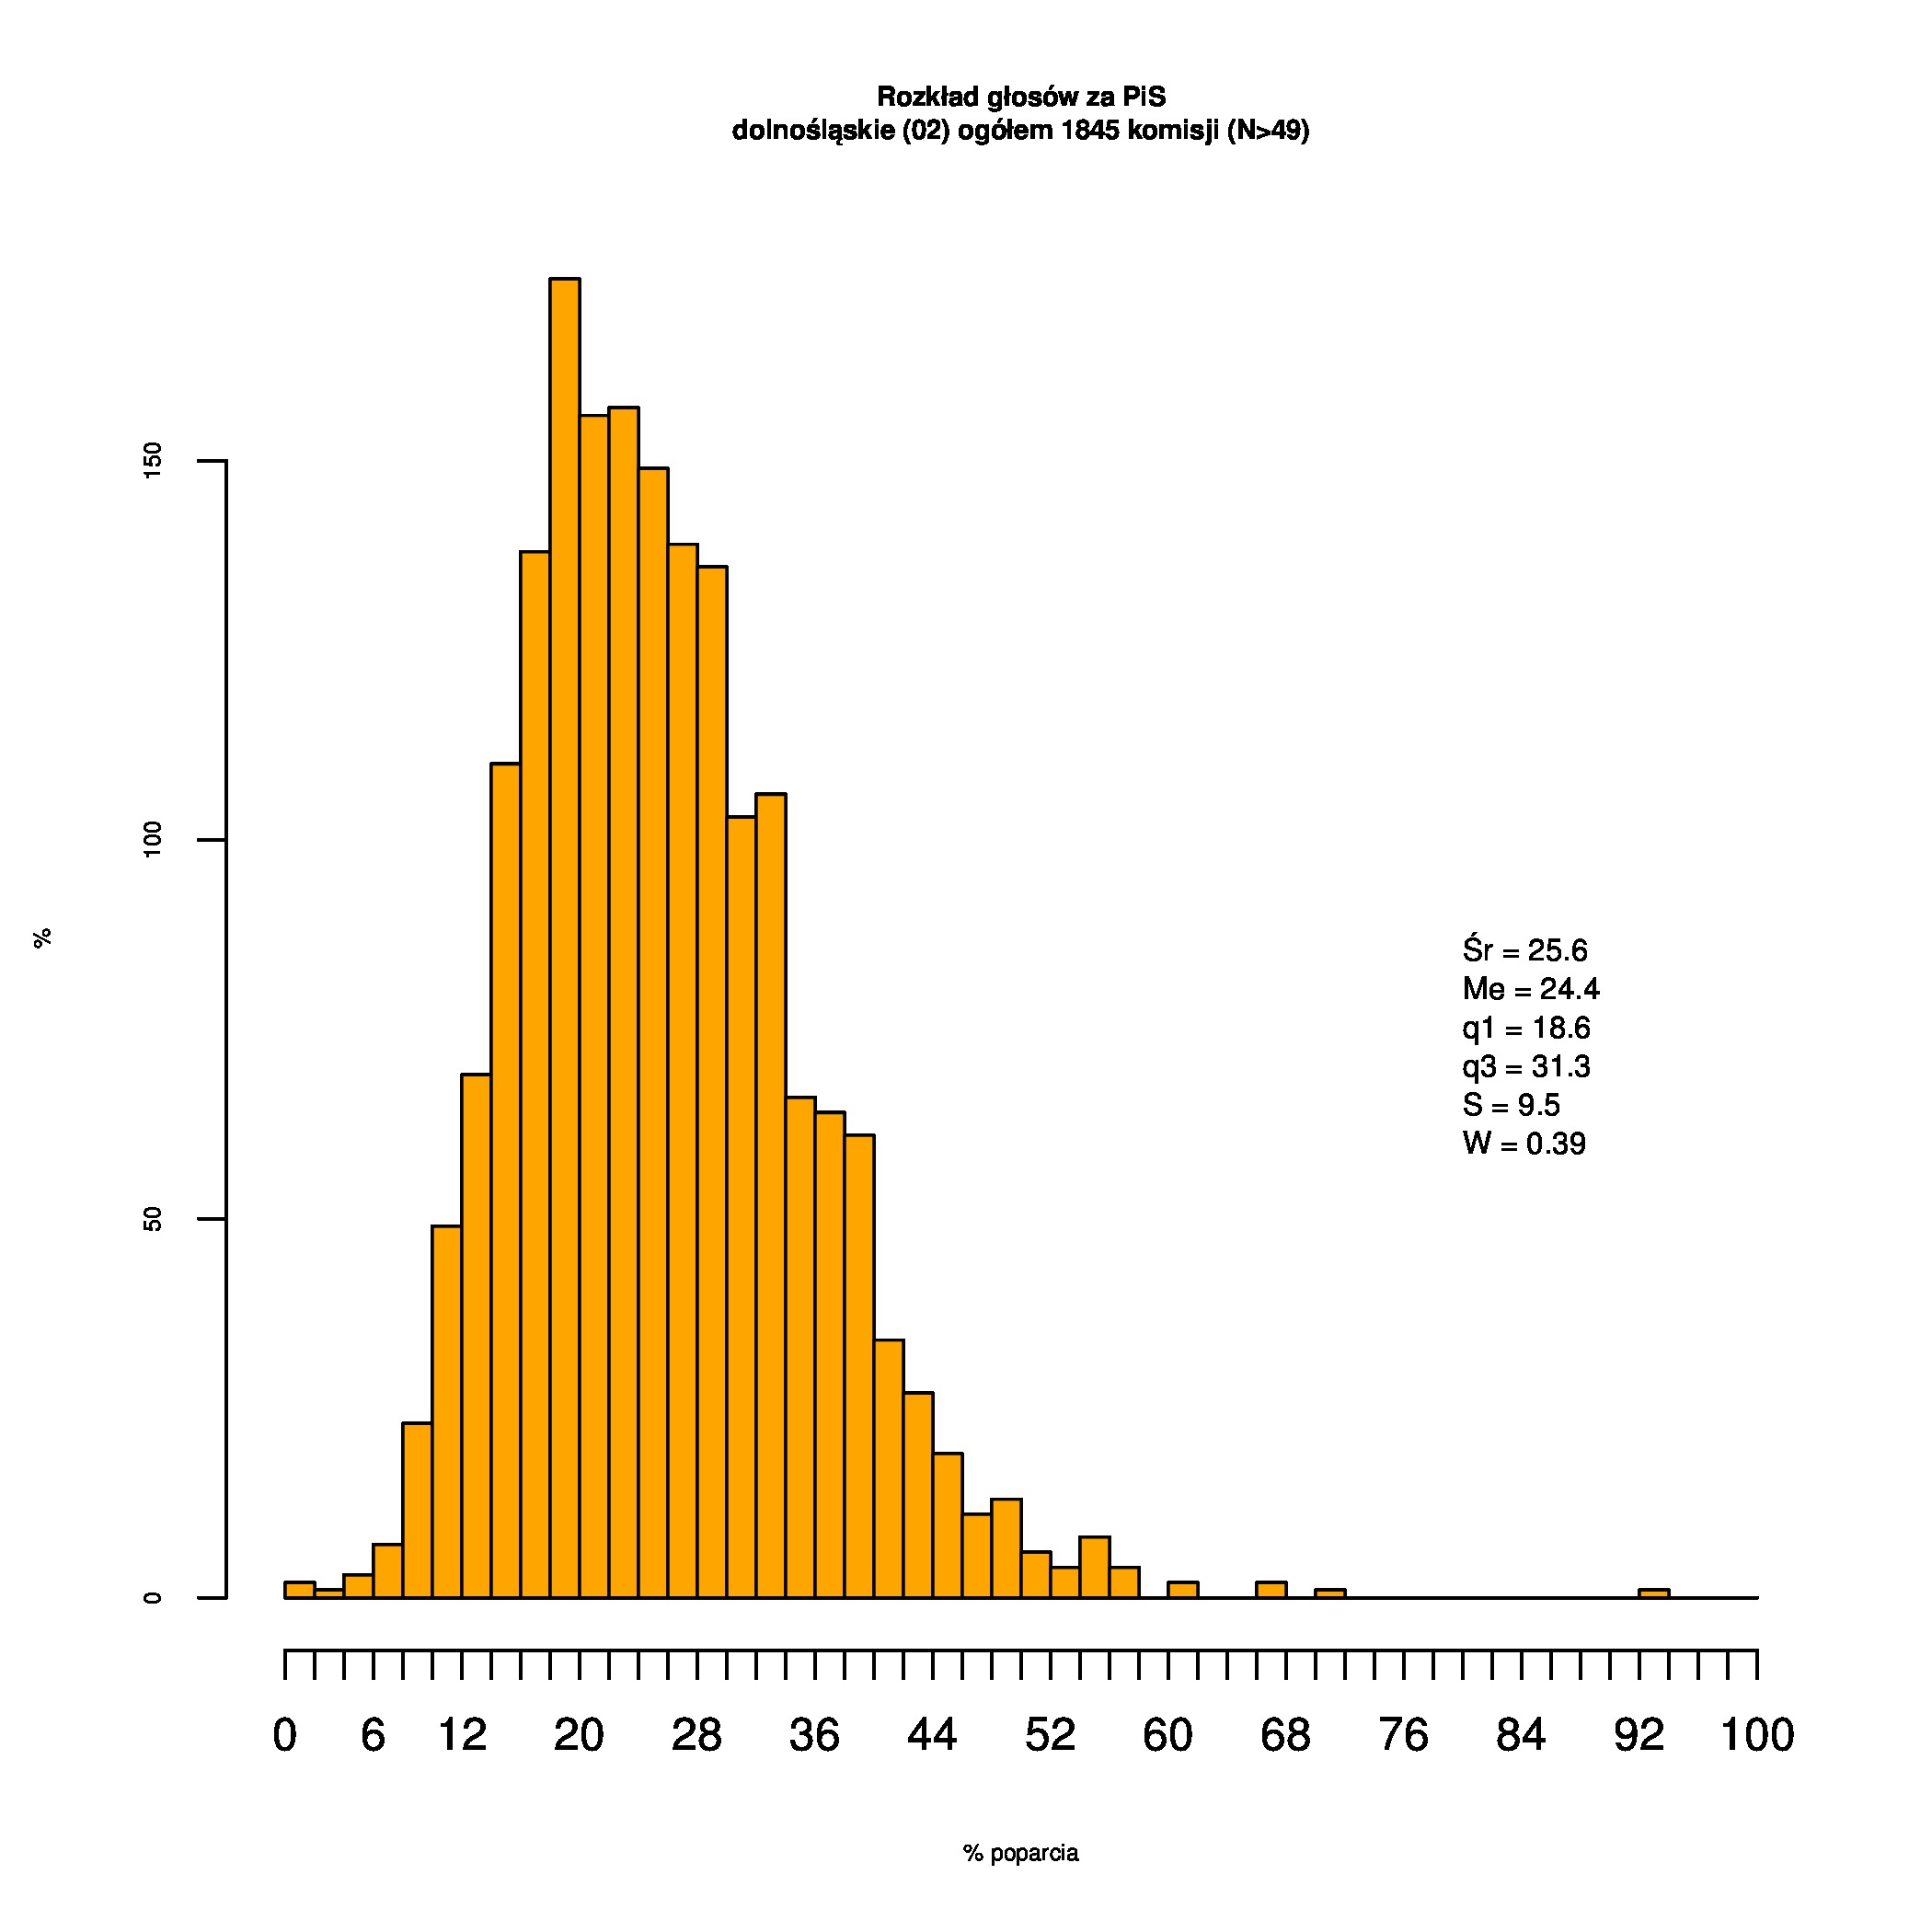 Rozkład głosów za PiS
dolnośląskie (02) ogółem 1845 komisji (N>49)
150
100
50
0
%
Śr = 25.6
Me = 24.4
q1 = 18.6
q3 = 31.3
S = 9.5
W = 0.39
0 6 12 20 28 36 44 52 60 68 76 84 92 100
% poparcia